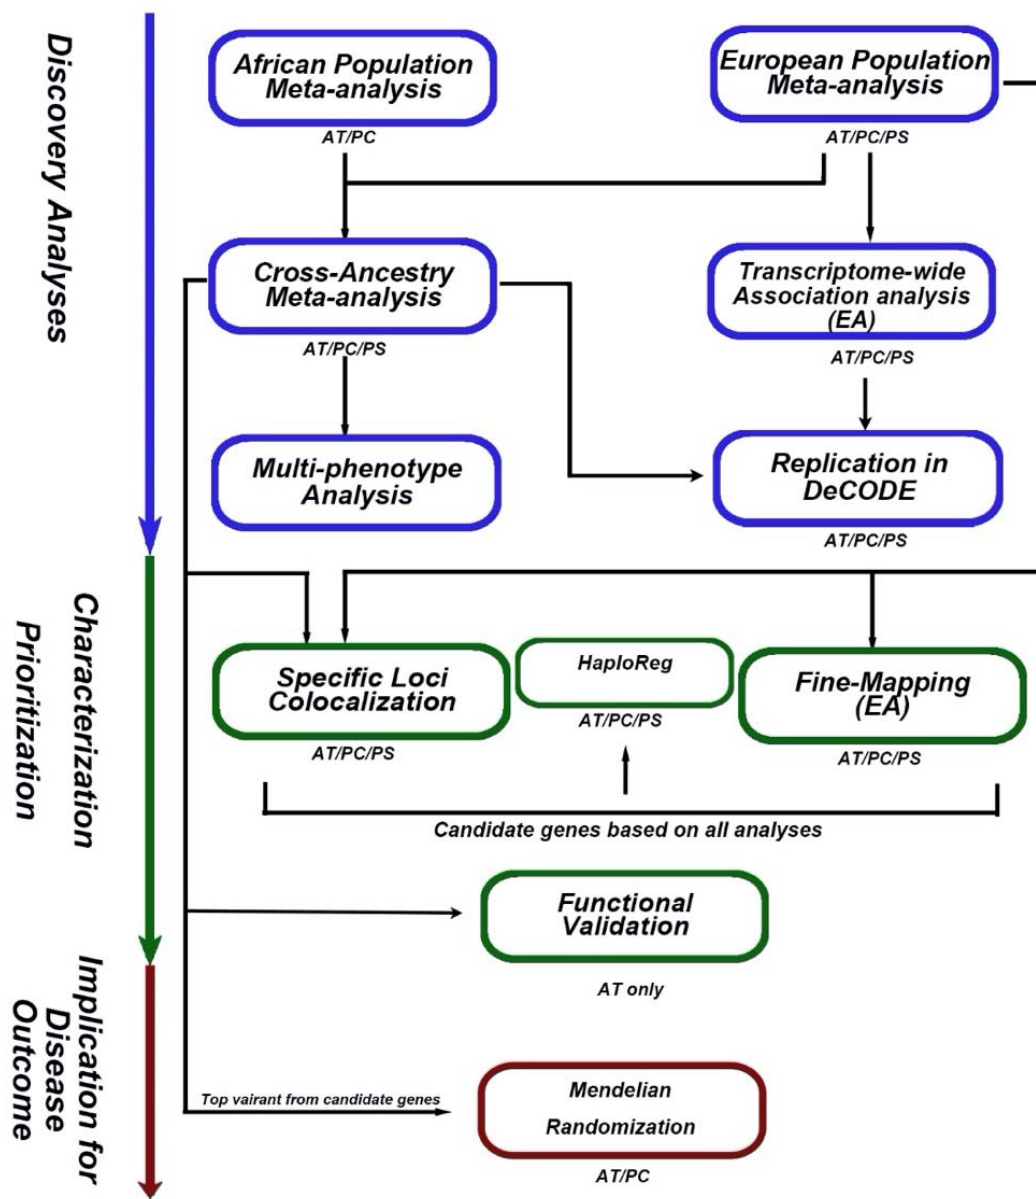 Discovery Analyses
African Population
Meta-analysis
AT/PC
European Population
Meta-analysis
AT/PC/PS
Cross-Ancestry
Meta-analysis
AT/PC/PS
Transcriptome-wide
Association analysis
(EA)
AT/PC/PS
Multi-phenotype
Analysis
Replication in
DeCODE
AT/PC/PS
Characterization
Prioritization
Specific Loci
Colocalization
AT/PC/PS
HaploReg
AT/PC/PS
Fine-Mapping
(EA)
AT/PC/PS
Candidate genes based on all analyses
Functional
Validation
AT only
Implication for
Disease
Outcome
Top vairant from candidate genes
Mendelian
Randomization
AT/PC